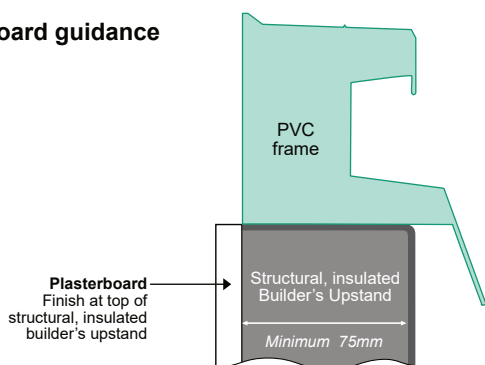 oard guidance
PVC
frame
Plasterboard
Finish at top of
structural, insulated
builder's upstand
Structural, insulated
Builder's Upstand
Minimum 75mm